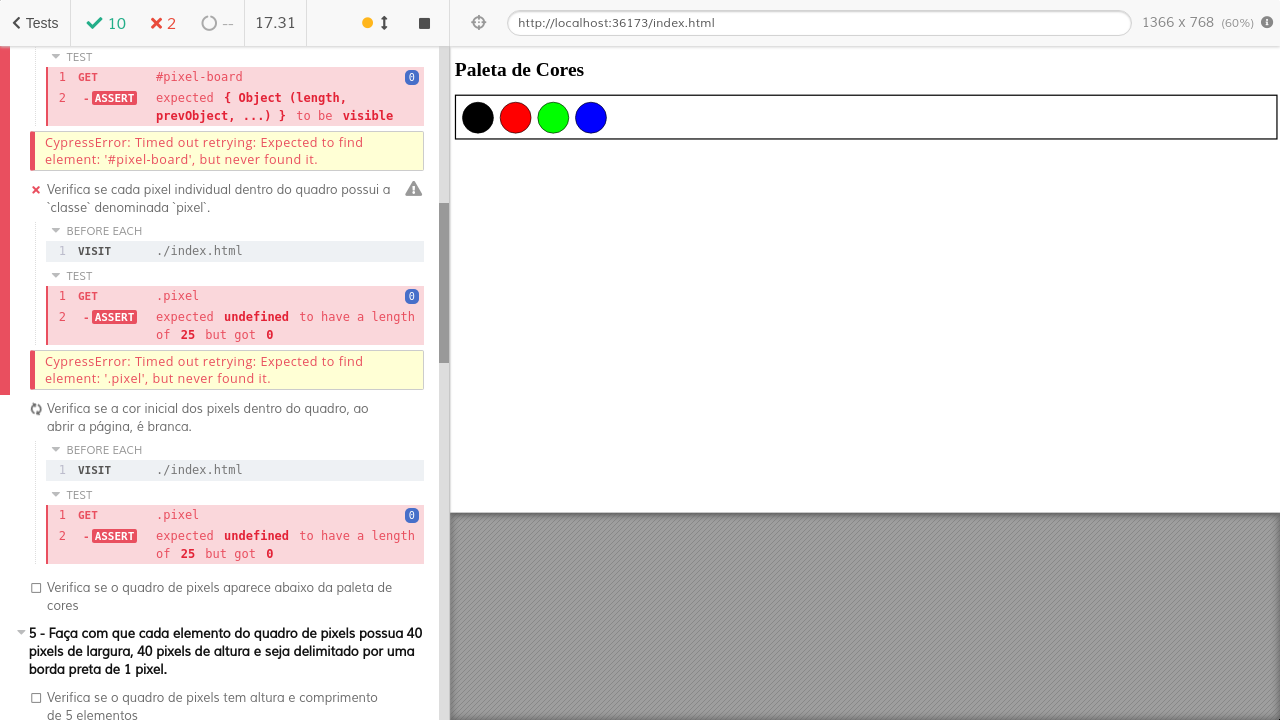 Tests
10
2
--
17.31
http://localhost:36173/index.html
1366 x 768 (60%)
TEST
1 GET #pixel-board 0
2 -ASSERT expected { Object (length,
prevObject, ...) } to be visible
CypressError: Timed out retrying: Expected to find
element: '#pixel-board', but never found it.
Verifica se cada pixel individual dentro do quadro possui a
`classe` denominada `pixel`.
BEFORE EACH
1 VISIT ./index.html
TEST
1 GET .pixel 0
2 -ASSERT expected undefined to have a length
of 25 but got 0
CypressError: Timed out retrying: Expected to find
element: '.pixel', but never found it.
Verifica se a cor inicial dos pixels dentro do quadro, ao
abrir a página, é branca.
BEFORE EACH
1 VISIT ./index.html
TEST
1 GET .pixel 0
2 -ASSERT expected undefined to have a length
of 25 but got 0
Verifica se o quadro de pixels aparece abaixo da paleta de
cores
5 - Faça com que cada elemento do quadro de pixels possua 40
pixels de largura, 40 pixels de altura e seja delimitado por uma
borda preta de 1 pixel.
Verifica se o quadro de pixels tem altura e comprimento
de 5 elementos
Paleta de Cores